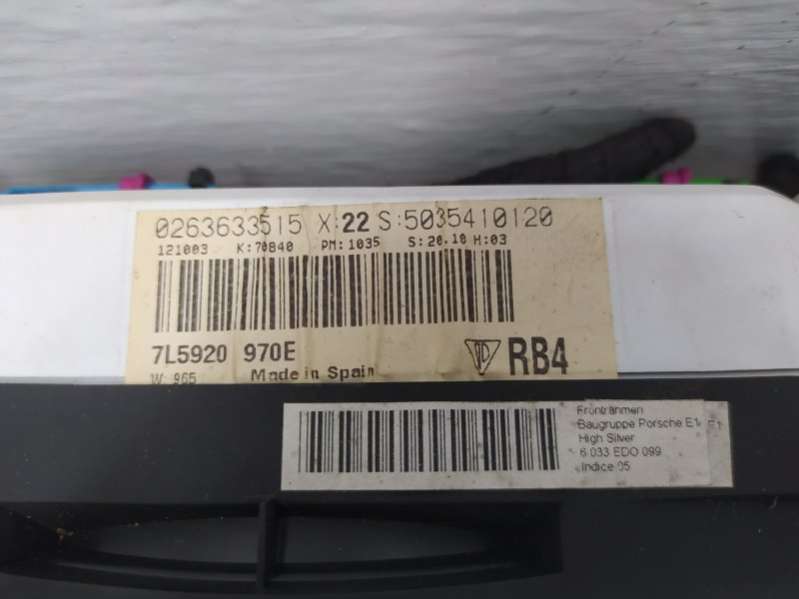 0263633515 X:22 S:5035410120
121003 K:70840 PM:1035 S:20.10 H:03
7L5920 970E RB4
W: 965 Made in Spain
Frontrahmen
Baugruppe Porsche E1
High Silver
6 033 EDO 099
Indice 05